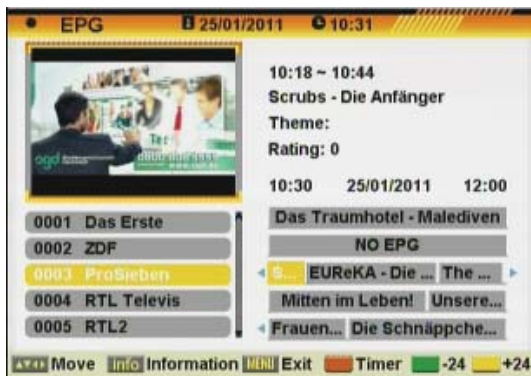 EPG 25/01/2011 10:31
10:18 ~ 10:44
Scrubs - Die Anfänger
Theme:
Rating: 0
10:30 25/01/2011 12:00
0001 Das Erste
0002 ZDF
0003 ProSieben
0004 RTL Televis
0005 RTL2
Das Traumhotel - Malediven
NO EPG
S... EUReKA - Die ... The ...
Mitten im Leben! Unsere...
Frauen... Die Schnäppche...
Move Info Information MENU Exit Timer -24 +24